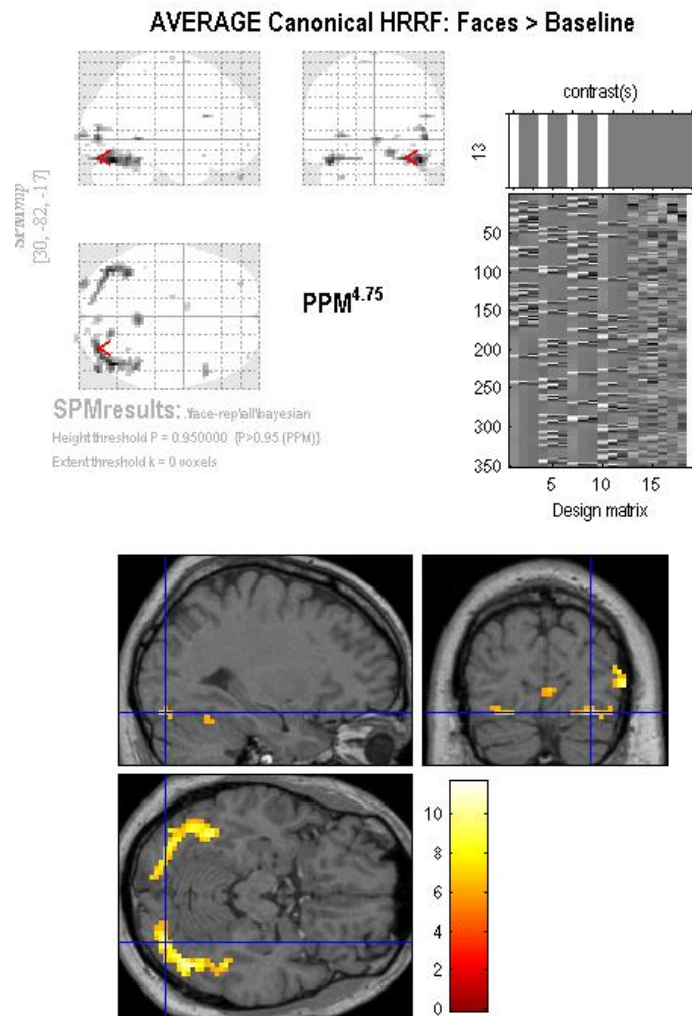 AVERAGE Canonical HRRF: Faces > Baseline
[30, -82, -17]
PPM4.75
SPMresults: .\face-rep\all\bayesian
Height threshold P = 0.950000 {P>0.95 (PPM)}
Extent threshold k = 0 voxels
contrast(s)
13
50
100
150
200
250
300
350
5 10 15
Design matrix
10
8
6
4
2
0